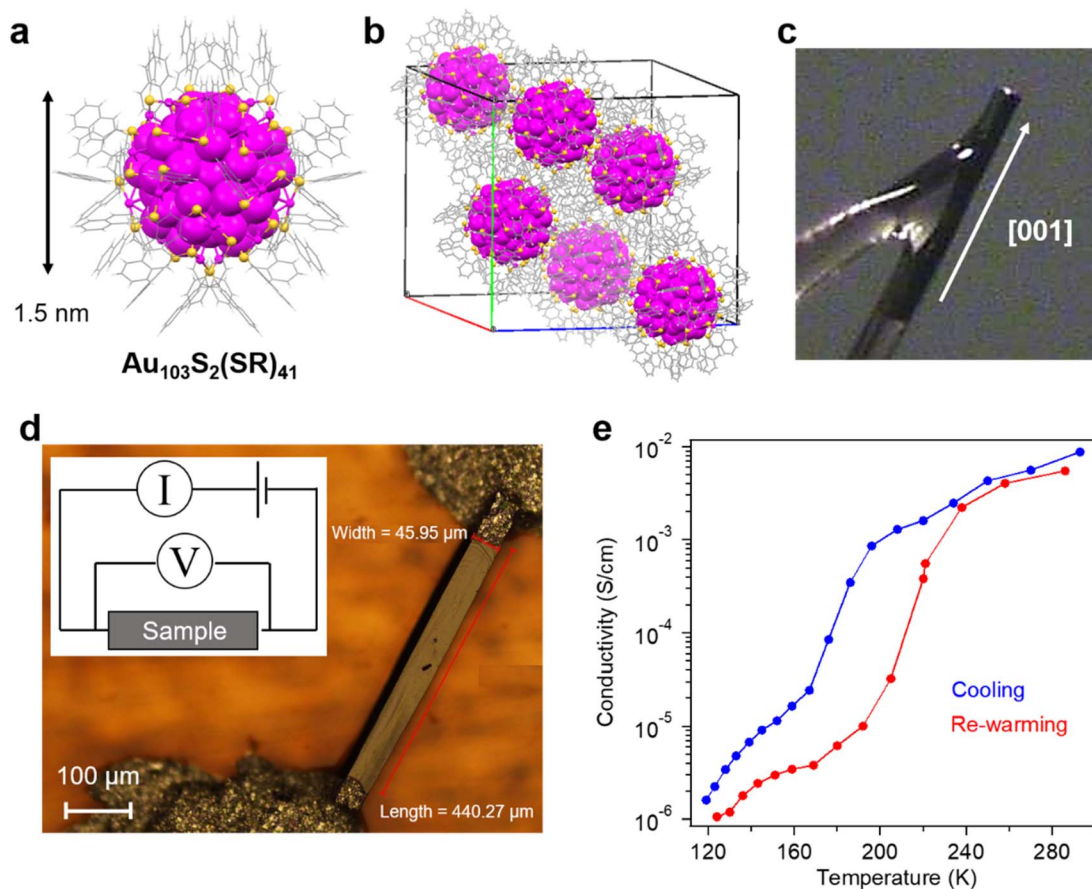 a
1.5 nm
Au₁₀₃S₂(SR)₄₁
b
c
[001]
d
I
V
Sample
Width = 45.95 µm
100 µm
Length = 440.27 µm
e
10⁻²
10⁻³
10⁻⁴
10⁻⁵
10⁻⁶
Conductivity (S/cm)
Cooling
Re-warming
120 160 200 240 280
Temperature (K)